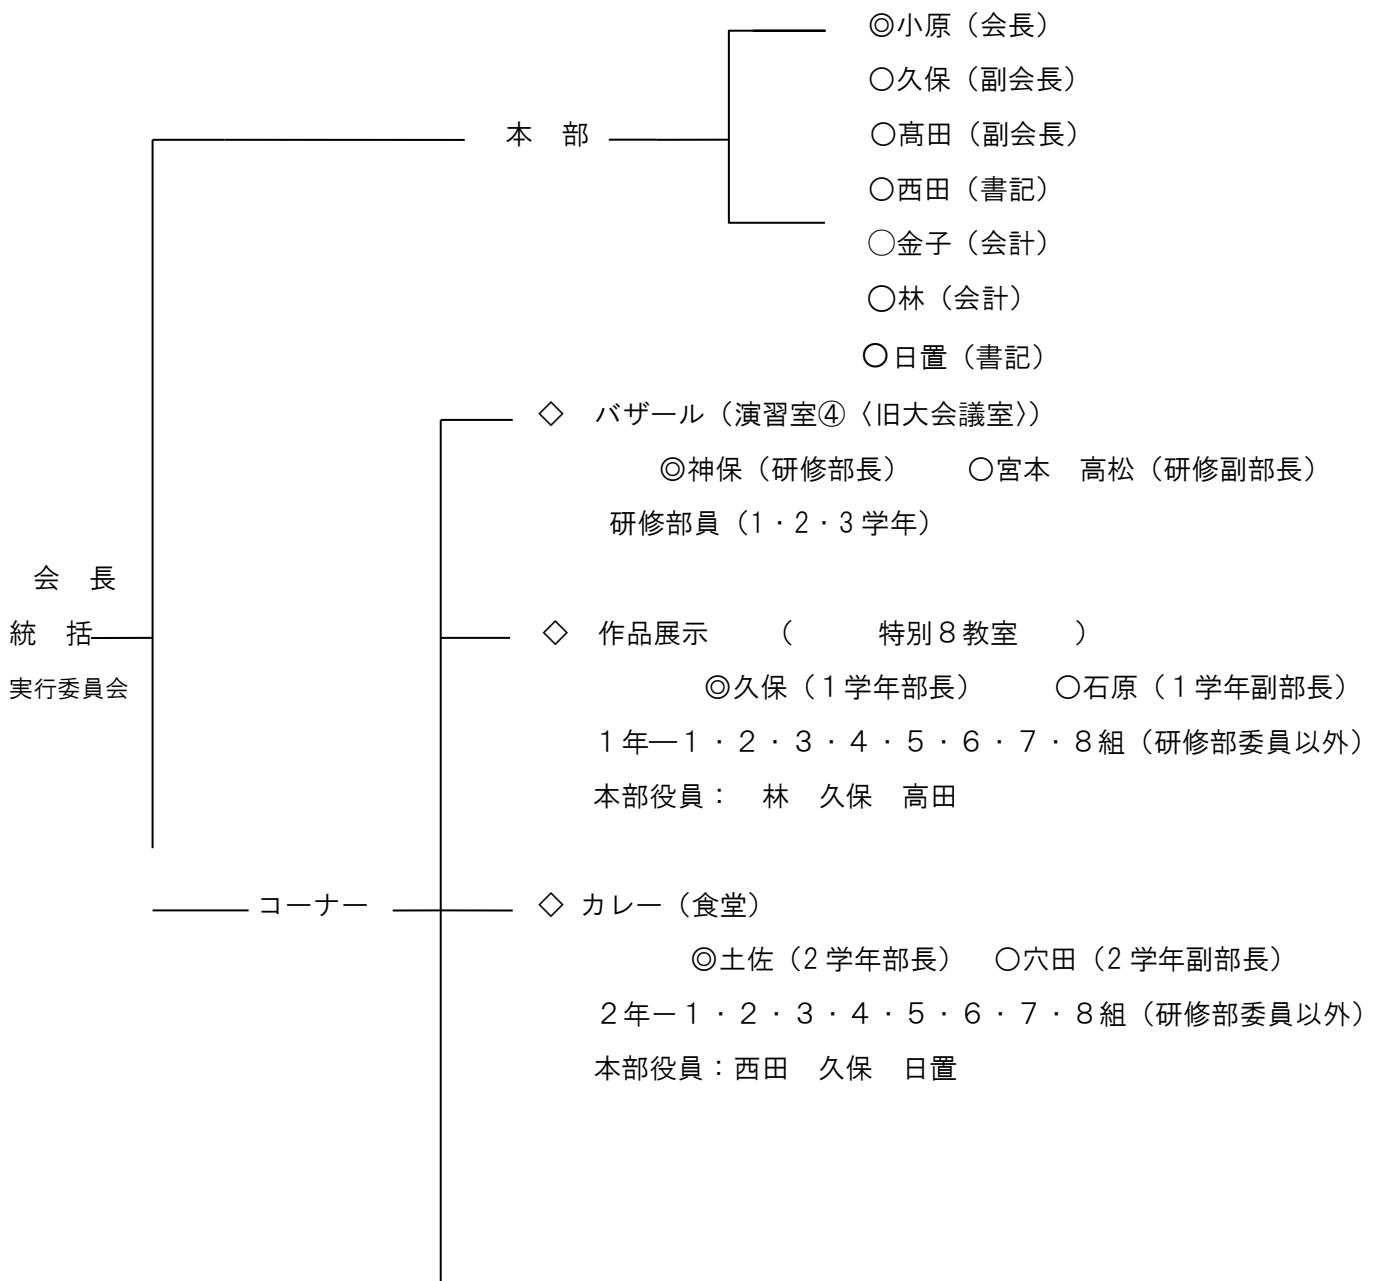 ◎小原（会長）
○久保（副会長）
本　部
○髙田（副会長）
○西田（書記）
○金子（会計）
○林（会計）
○日置（書記）
◇　バザール（演習室④〈旧大会議室〉）
◎神保（研修部長）　　○宮本　高松（研修副部長）
研修部員（1・2・3 学年）
会　長
統　括
実行委員会
◇　作品展示　　（　　　特別８教室　　）
◎久保（１学年部長）　　　○石原（１学年副部長）
１年―１・２・３・４・５・６・７・８組（研修部委員以外）
本部役員：　林　久保　高田
コーナー
◇ カレー（食堂）
◎土佐（2 学年部長）　○穴田（2 学年副部長）
２年－１・２・３・４・５・６・７・８組（研修部委員以外）
本部役員：西田　久保　日置